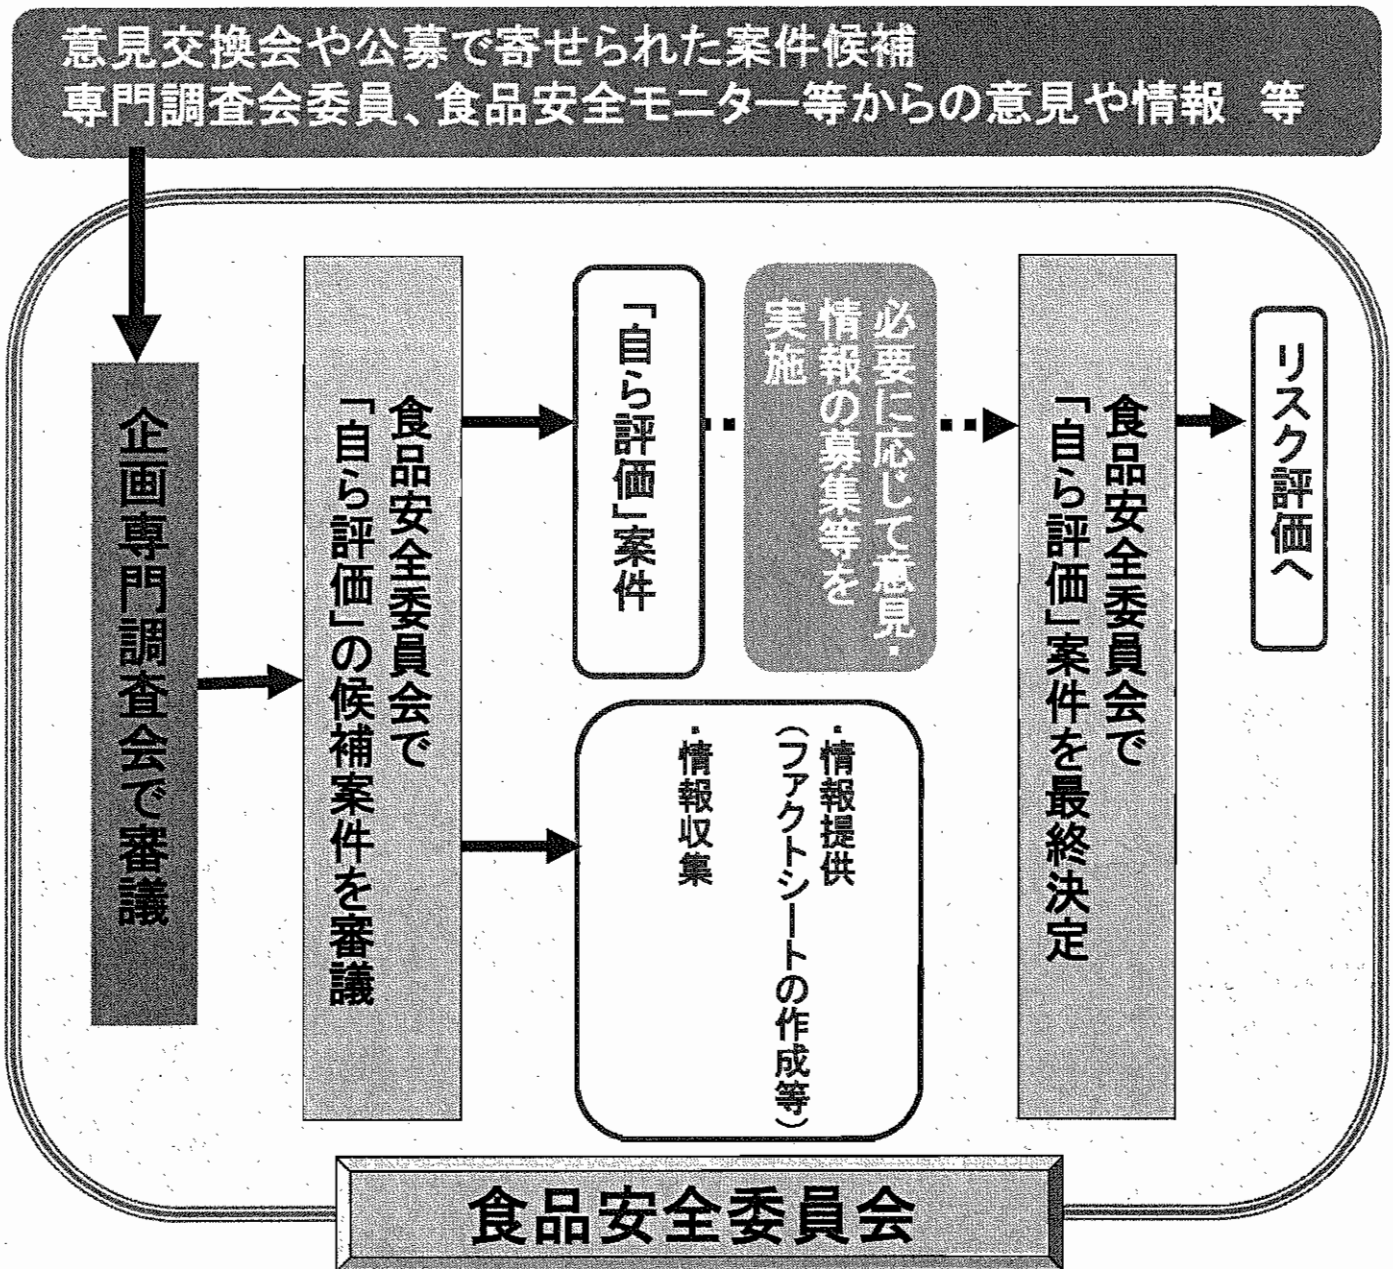 意見交換会や公募で寄せられた案件候補
専門調査会委員、食品安全モニター等からの意見や情報　等
企画専門調査会で審議
食品安全委員会で
「自ら評価」の候補案件を審議
「自ら評価」案件
必要に応じて意見・
情報の募集等を
実施
・情報提供
（ファクトシートの作成等）
・情報収集
食品安全委員会で
「自ら評価」案件を最終決定
リスク評価へ
食品安全委員会